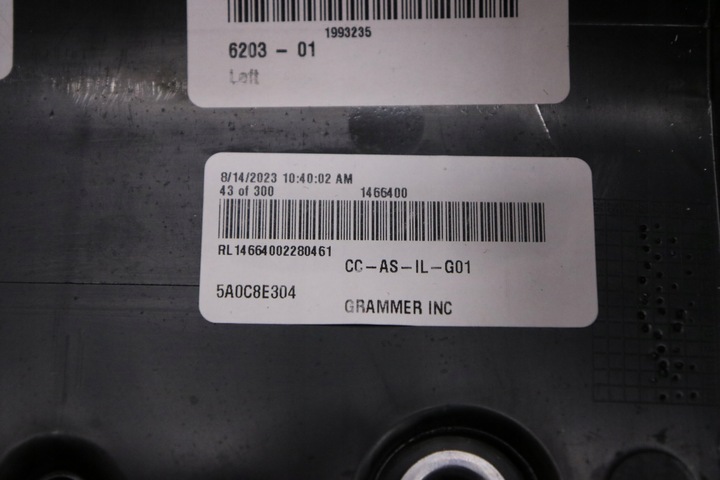 1993235
6203 - 01
Left
8/14/2023 10:40:02 AM
43 of 300
1466400
RL14664002280461
CC-AS-IL-G01
5A0C8E304
GRAMMER INC